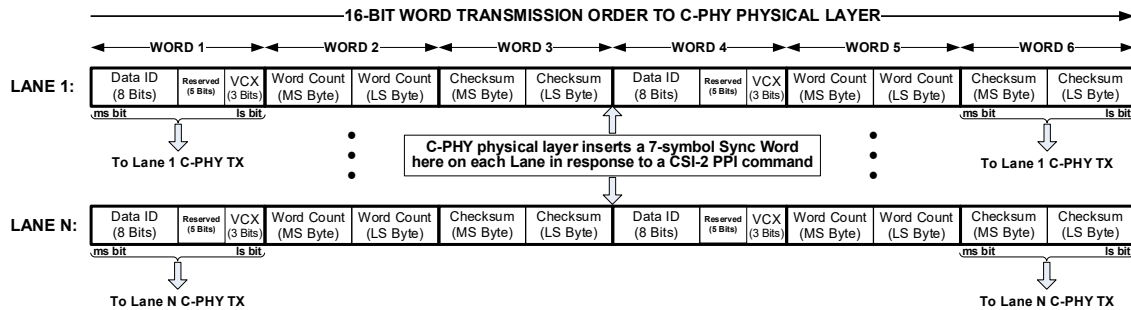 16-BIT WORD TRANSMISSION ORDER TO C-PHY PHYSICAL LAYER
WORD 1 WORD 2 WORD 3 WORD 4 WORD 5 WORD 6
LANE 1: Data ID (8 Bits) Reserved (5 Bits) VCX (3 Bits) Word Count (MS Byte) Word Count (LS Byte) Checksum (MS Byte) Checksum (LS Byte) Data ID (8 Bits) Reserved (5 Bits) VCX (3 Bits) Word Count (MS Byte) Word Count (LS Byte) Checksum (MS Byte) Checksum (LS Byte)
ms bit ls bit ms bit ls bit
To Lane 1 C-PHY TX
C-PHY physical layer inserts a 7-symbol Sync Word
here on each Lane in response to a CSI-2 PPI command
To Lane 1 C-PHY TX
LANE N: Data ID (8 Bits) Reserved (5 Bits) VCX (3 Bits) Word Count (MS Byte) Word Count (LS Byte) Checksum (MS Byte) Checksum (LS Byte) Data ID (8 Bits) Reserved (5 Bits) VCX (3 Bits) Word Count (MS Byte) Word Count (LS Byte) Checksum (MS Byte) Checksum (LS Byte)
ms bit ls bit ms bit ls bit
To Lane N C-PHY TX To Lane N C-PHY TX